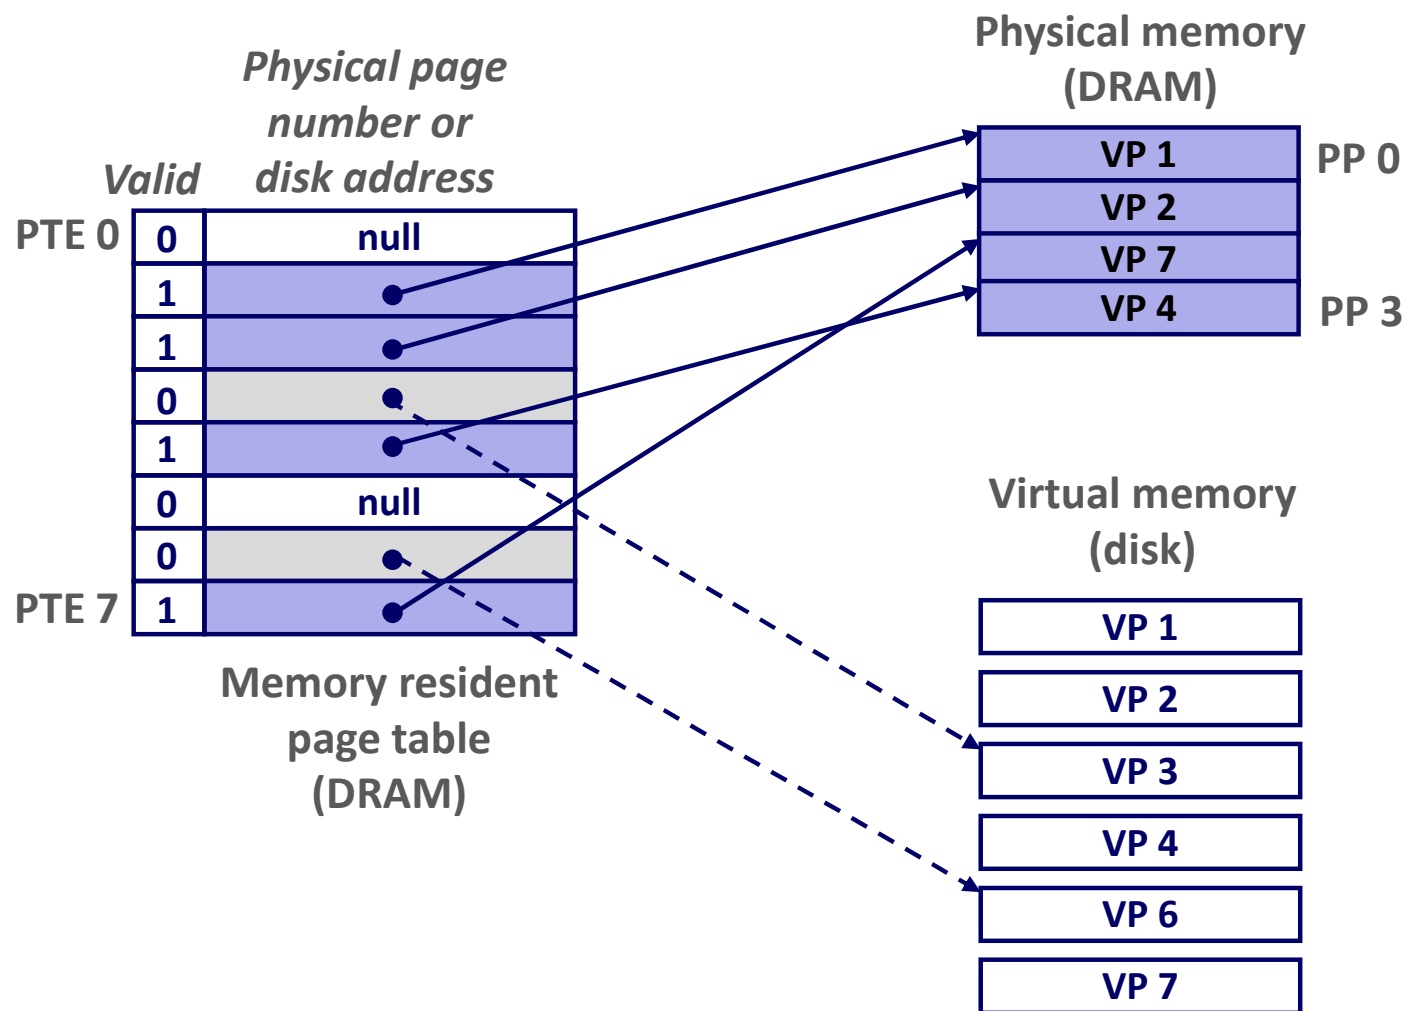 Physical memory
(DRAM)
Physical page
number or
disk address
Valid
PTE 0
0 null
1
1
0
1
0 null
0
PTE 7 1
Memory resident
page table
(DRAM)
VP 1 PP 0
VP 2
VP 7
VP 4 PP 3
Virtual memory
(disk)
VP 1
VP 2
VP 3
VP 4
VP 6
VP 7